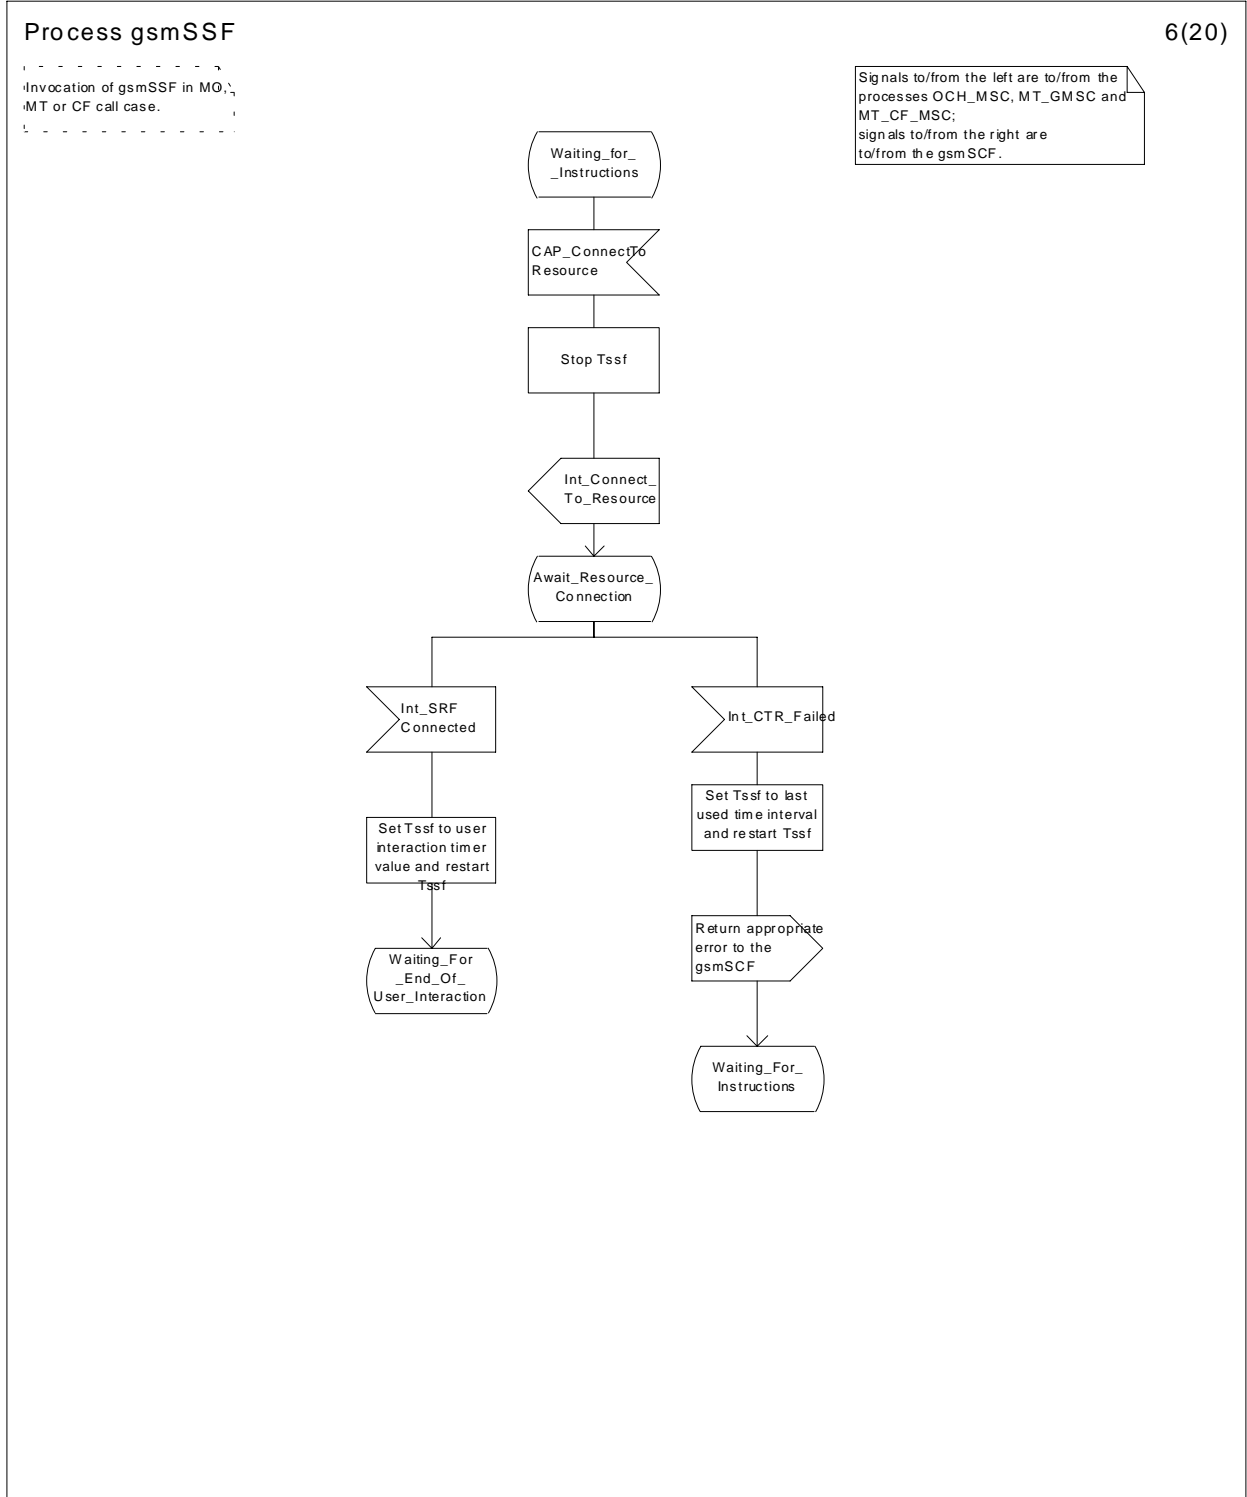 Process gsmSSF
6(20)
Invocation of gsmSSF in MO,
MT or CF call case.
Signals to/from the left are to/from the
processes OCH_MSC, MT_GMSC and
MT_CF_MSC;
signals to/from the right are
to/from the gsmSCF.
Waiting_for_
_Instructions
CAP_ConnectTo
Resource
Stop Tssf
Int_Connect_
To_Resource
Await_Resource_
Connection
Int_SRF
Connected
Int_CTR_Failed
Set Tssf to user
interaction timer
value and restart
Tssf
Set Tssf to last
used time interval
and restart Tssf
Return appropriate
error to the
gsmSCF
Waiting_For
_End_Of_
User_Interaction
Waiting_For_
Instructions